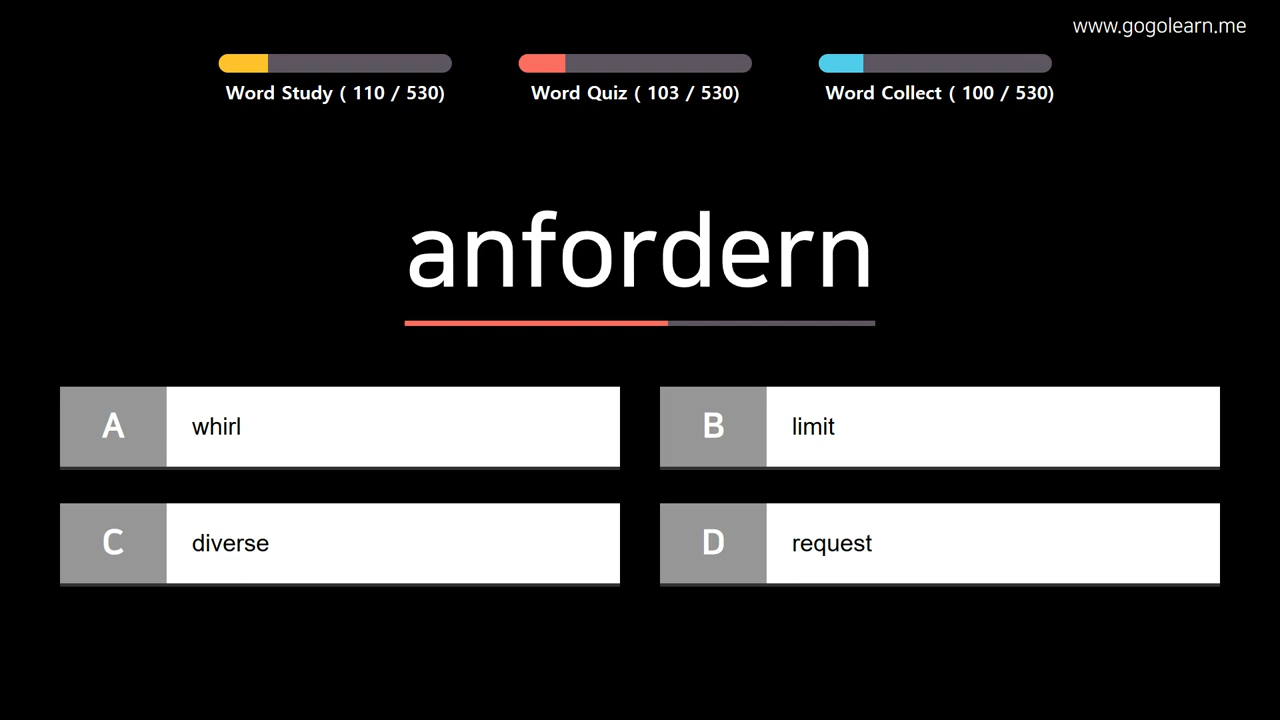 www.gogolearn.me
Word Study ( 110 / 530)
Word Quiz ( 103 / 530)
Word Collect ( 100 / 530)
anfordern
A whirl
B limit
C diverse
D request